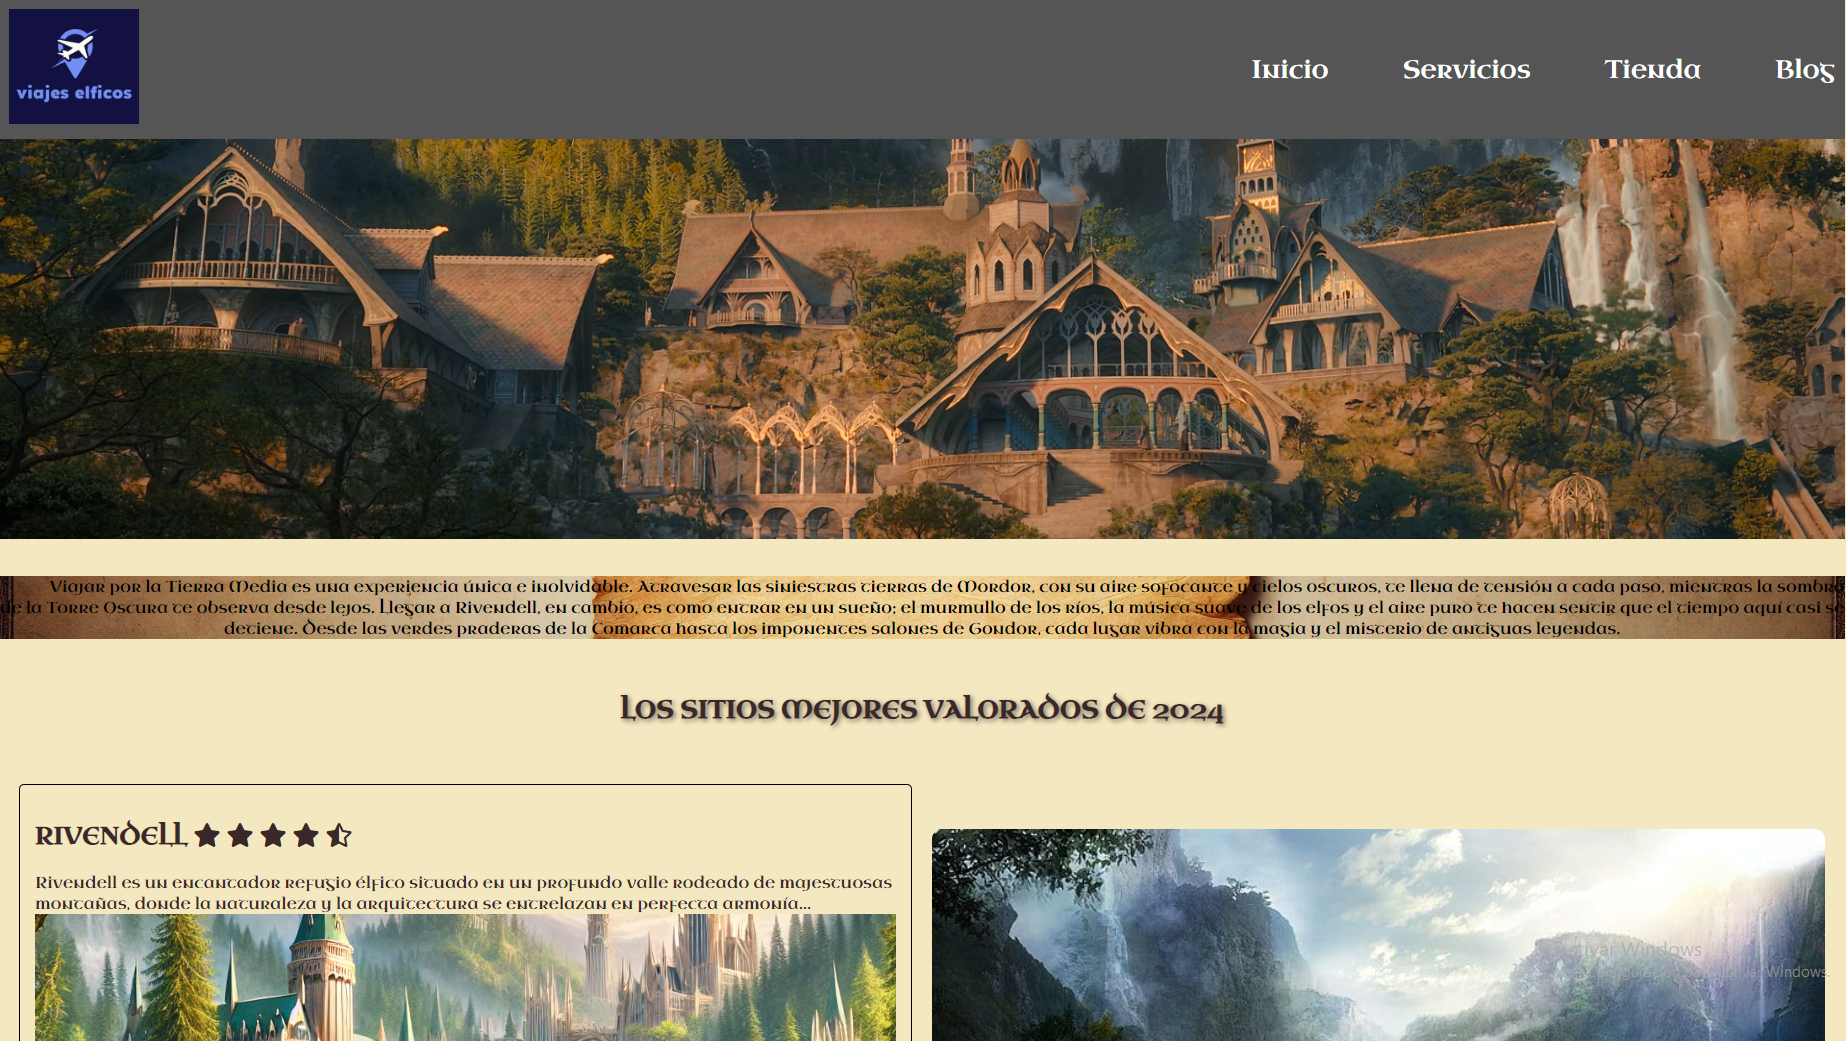 viajes elficos
Inicio Servicios Tienda Blog
Viajar por la Tierra Media es una experiencia única e inolvidable. Atravesar las siniestras tierras de Mordor, con su aire sofocante y cielos oscuros, te llena de tensión a cada paso, mientras la sombra
de la Torre Oscura te observa desde lejos. Llegar a Rivendell, en cambio, es como entrar en un sueño; el murmullo de los ríos, la música suave de los elfos y el aire puro te hacen sentir que el tiempo aquí casi se
detiene. Desde las verdes praderas de la Comarca hasta los imponentes salones de Gondor, cada lugar vibra con la magia y el misterio de antiguas leyendas.
LOS SITIOS MEJORES VALORADOS DE 2024
RIVENDELL
Rivendell es un encantador refugio élfico situado en un profundo valle rodeado de majestuosas
montañas, donde la naturaleza y la arquitectura se entrelazan en perfecta armonía...
Windows
Windows